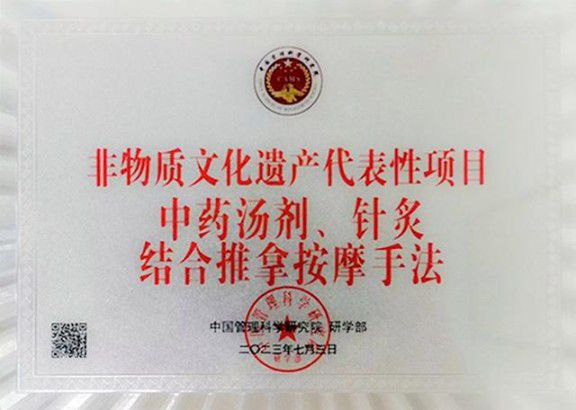 非物质文化遗产代表性项目
中药汤剂、针灸
结合推拿按摩手法
中国管理科学研究院 研学部
二〇二三年七月三日